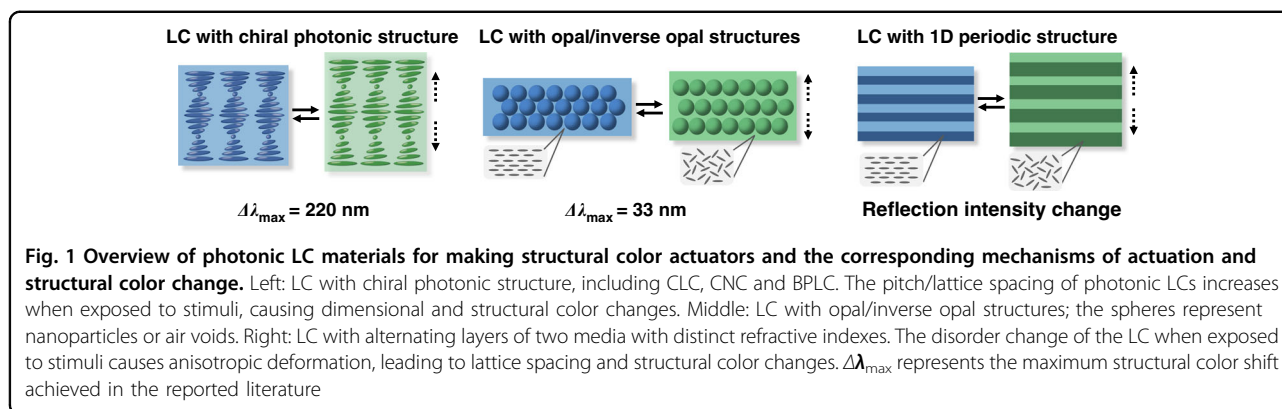 LC with chiral photonic structure
LC with opal/inverse opal structures
LC with 1D periodic structure
Δλmax = 220 nm
Δλmax = 33 nm
Reflection intensity change
Fig. 1 Overview of photonic LC materials for making structural color actuators and the corresponding mechanisms of actuation and
structural color change. Left: LC with chiral photonic structure, including CLC, CNC and BPLC. The pitch/lattice spacing of photonic LCs increases
when exposed to stimuli, causing dimensional and structural color changes. Middle: LC with opal/inverse opal structures; the spheres represent
nanoparticles or air voids. Right: LC with alternating layers of two media with distinct refractive indexes. The disorder change of the LC when exposed
to stimuli causes anisotropic deformation, leading to lattice spacing and structural color changes. Δλmax represents the maximum structural color shift
achieved in the reported literature